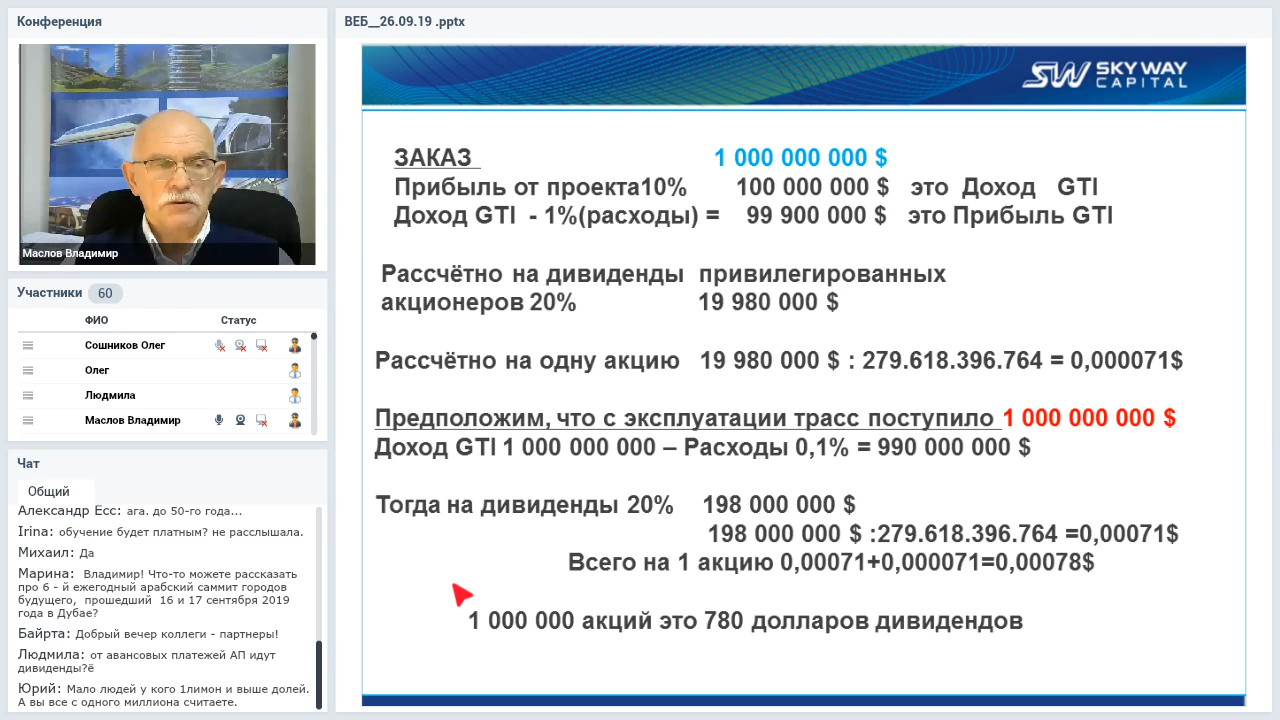 Конференция
Маслов Владимир
Участники 60
ФИО Статус
Сошников Олег
Олег
Людмила
Маслов Владимир
Чат
Общий
Александр Есс: ага. до 50-го года...
Irina: обучение будет платным? не расслышала.
Михаил: Да
Марина: Владимир! Что-то можете рассказать
про 6 - й ежегодный арабский саммит городов
будущего, прошедший 16 и 17 сентября 2019
года в Дубае?
Байрта: Добрый вечер коллеги - партнеры!
Людмила: от авансовых платежей АП идут
дивиденды?ё
Юрий: Мало людей у кого 1лимон и выше долей.
А вы все с одного миллиона считаете.
ВЕБ__26.09.19 .pptx
SW SKY WAY
CAPITAL
ЗАКАЗ 1 000 000 000 $
Прибыль от проекта10% 100 000 000 $ это Доход GTI
Доход GTI - 1%(расходы) = 99 900 000 $ это Прибыль GTI
Рассчётно на дивиденды привилегированных
акционеров 20% 19 980 000 $
Рассчётно на одну акцию 19 980 000 $ : 279.618.396.764 = 0,000071$
Предположим, что с эксплуатации трасс поступило 1 000 000 000 $
Доход GTI 1 000 000 000 – Расходы 0,1% = 990 000 000 $
Тогда на дивиденды 20% 198 000 000 $
198 000 000 $ :279.618.396.764 =0,00071$
Всего на 1 акцию 0,00071+0,000071=0,00078$
1 000 000 акций это 780 долларов дивидендов